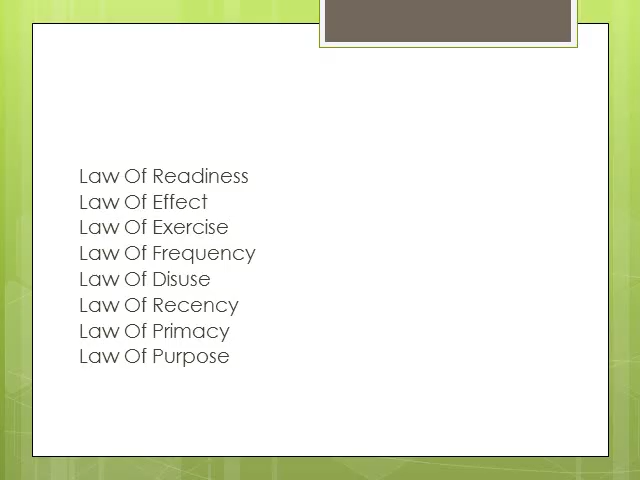 Law Of Readiness
Law Of Effect
Law Of Exercise
Law Of Frequency
Law Of Disuse
Law Of Recency
Law Of Primacy
Law Of Purpose